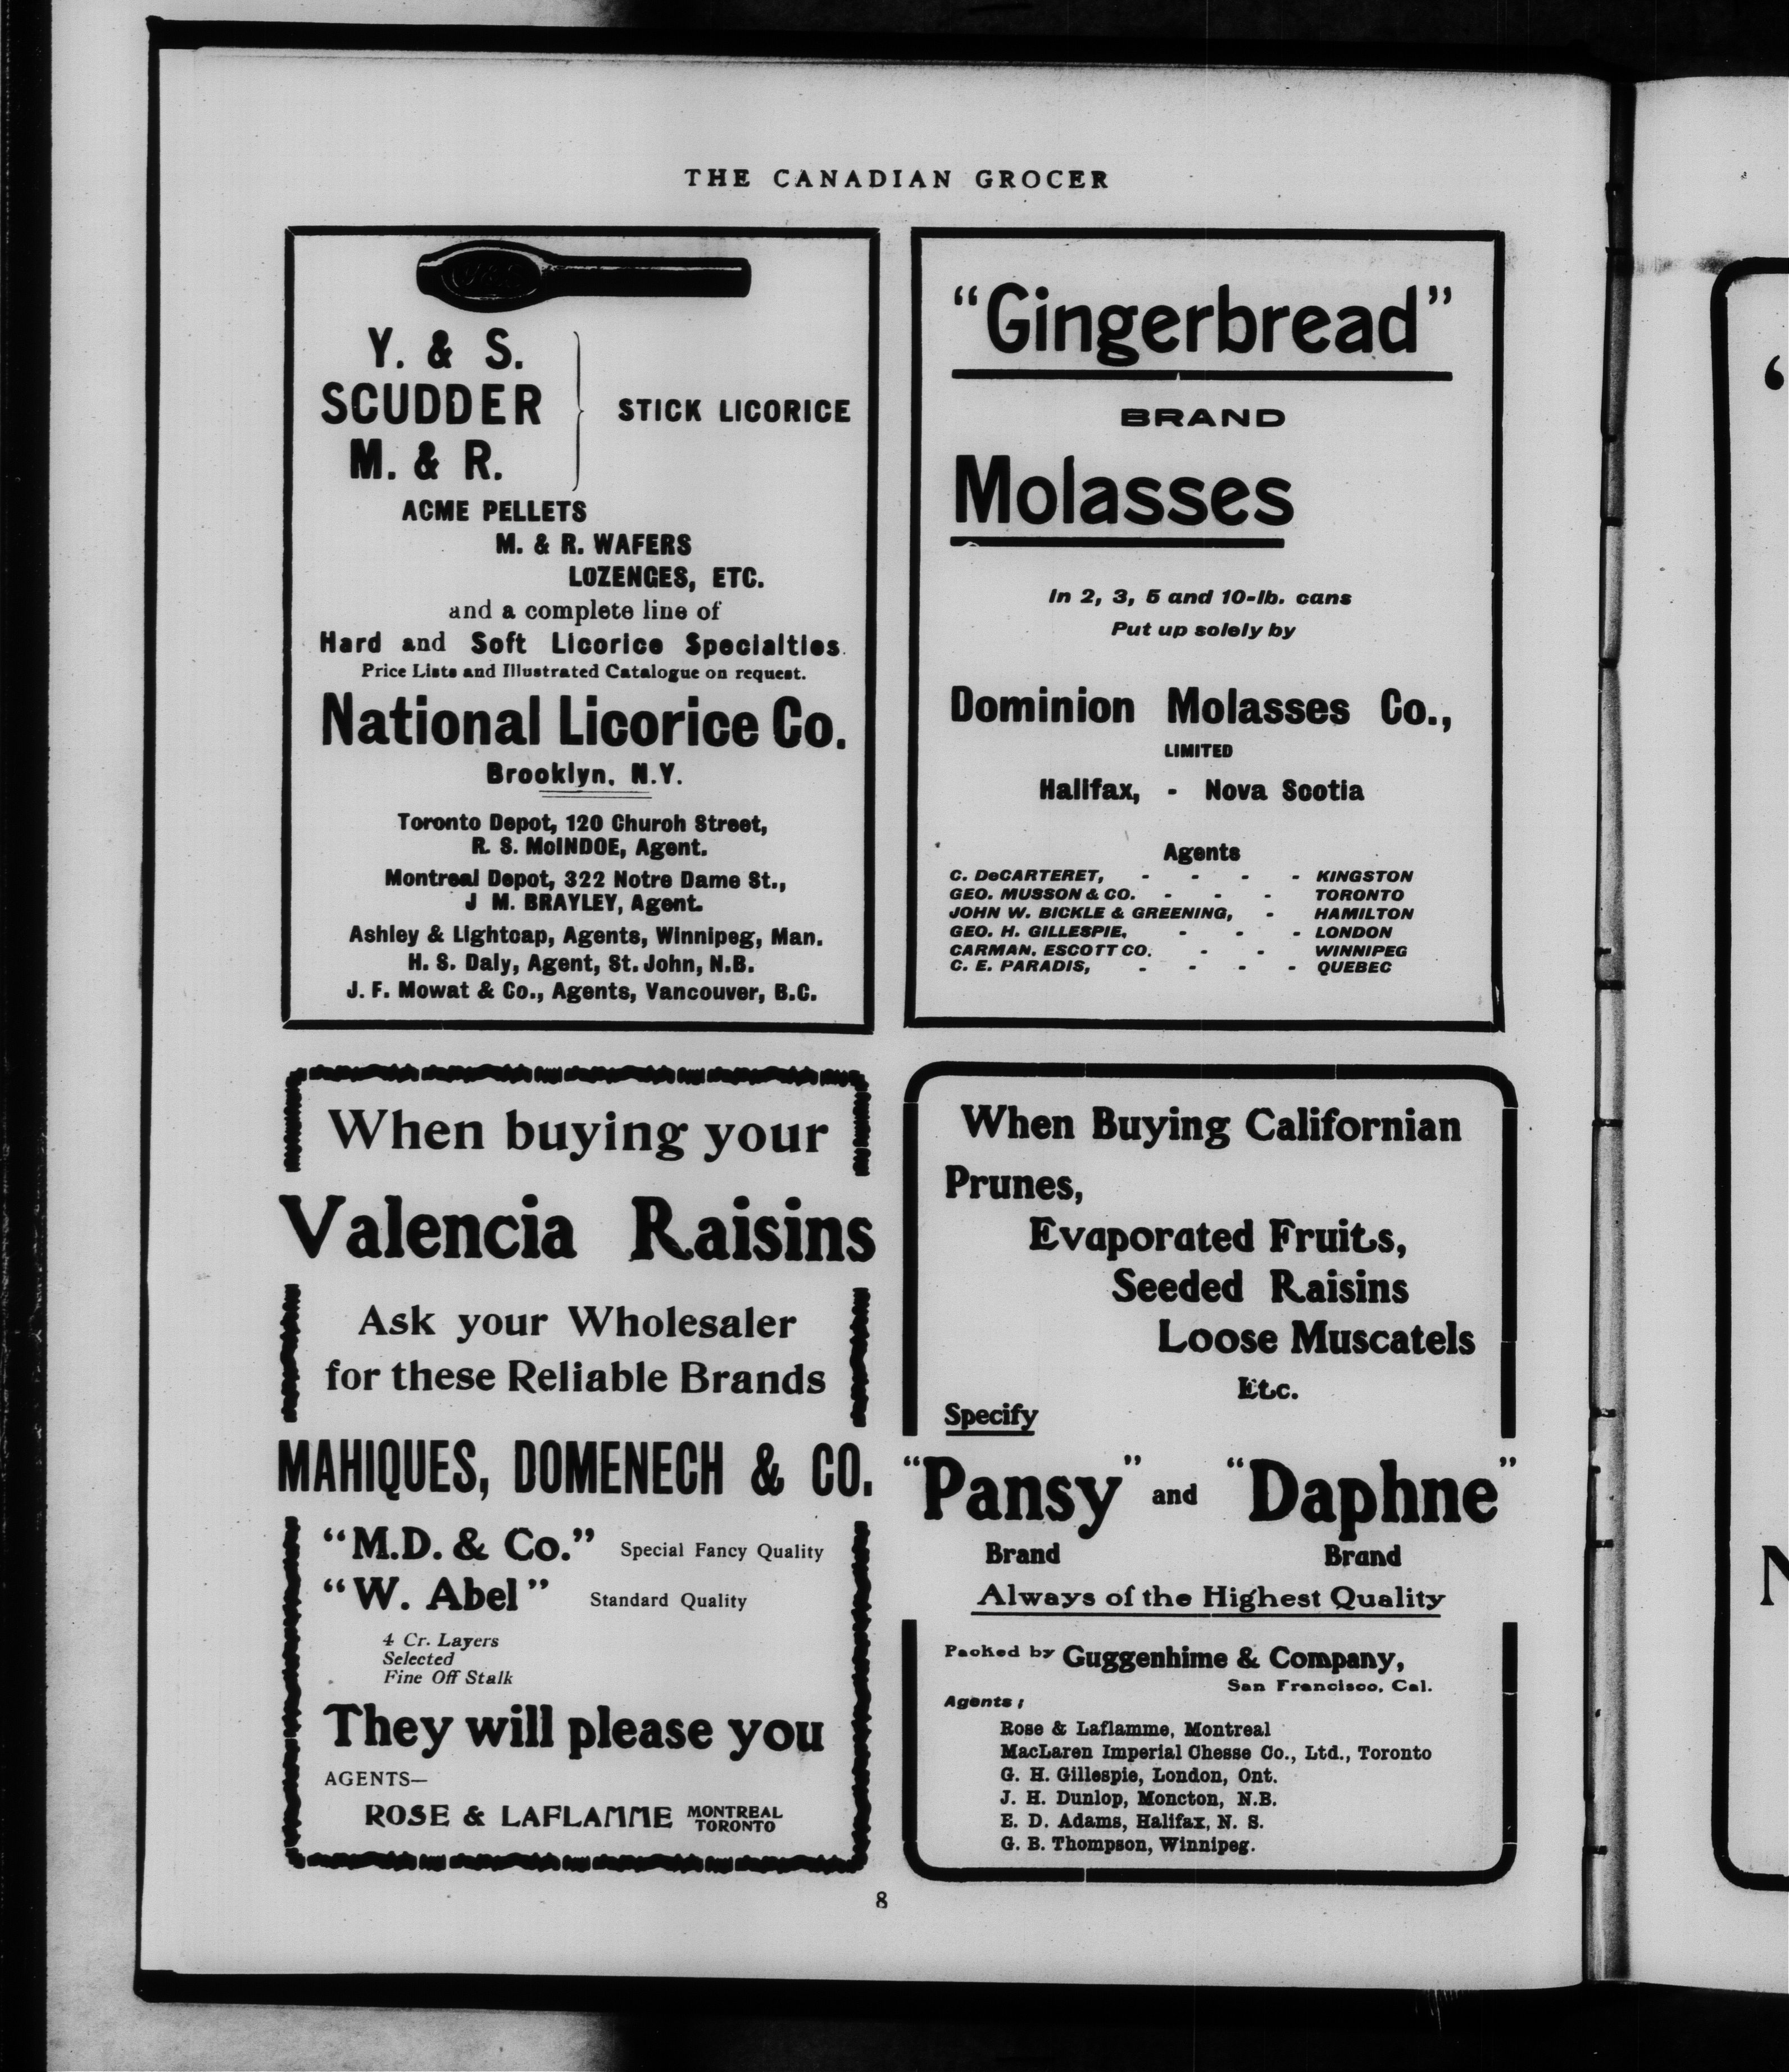 THE CANADIAN GROCER
Y. & S.
SCUDDER
M. & R.
STICK LICORICE
ACME PELLETS
M. & R. WAFERS
LOZENGES, ETC.
and a complete line of
Hard and Soft Licorice Specialties.
Price Lists and Illustrated Catalogue on request.
National Licorice Co.
Brooklyn, N.Y.
Toronto Depot, 120 Church Street,
R. S. McINDOE, Agent.
Montreal Depot, 322 Notre Dame St.,
J M. BRAYLEY, Agent.
Ashley & Lightcap, Agents, Winnipeg, Man.
H. S. Daly, Agent, St. John, N.B.
J. F. Mowat & Co., Agents, Vancouver, B.C.
"Gingerbread"
BRAND
Molasses
In 2, 3, 5 and 10-lb. cans
Put up solely by
Dominion Molasses Co.,
LIMITED
Halifax, - Nova Scotia
Agents
C. DeCARTERET, - - - - KINGSTON
GEO. MUSSON & CO. - - - TORONTO
JOHN W. BICKLE & GREENING, - HAMILTON
GEO. H. GILLESPIE, - - - LONDON
CARMAN, ESCOTT CO. - - WINNIPEG
C. E. PARADIS, - - - - QUEBEC
When buying your
Valencia Raisins
Ask your Wholesaler
for these Reliable Brands
MAHIQUES, DOMENECH & CO.
"M.D. & Co." Special Fancy Quality
"W. Abel" Standard Quality
4 Cr. Layers
Selected
Fine Off Stalk
They will please you
AGENTS—
ROSE & LAFLAMME MONTREAL
TORONTO
When Buying Californian
Prunes,
Evaporated Fruits,
Seeded Raisins
Loose Muscatels
Etc.
Specify
"Pansy" and "Daphne"
Brand Brand
Always of the Highest Quality
Packed by Guggenhime & Company,
San Francisco, Cal.
Agents;
Rose & Laflamme, Montreal
MacLaren Imperial Chesse Co., Ltd., Toronto
G. H. Gillespie, London, Ont.
J. H. Dunlop, Moncton, N.B.
E. D. Adams, Halifax, N. S.
G. B. Thompson, Winnipeg.
8